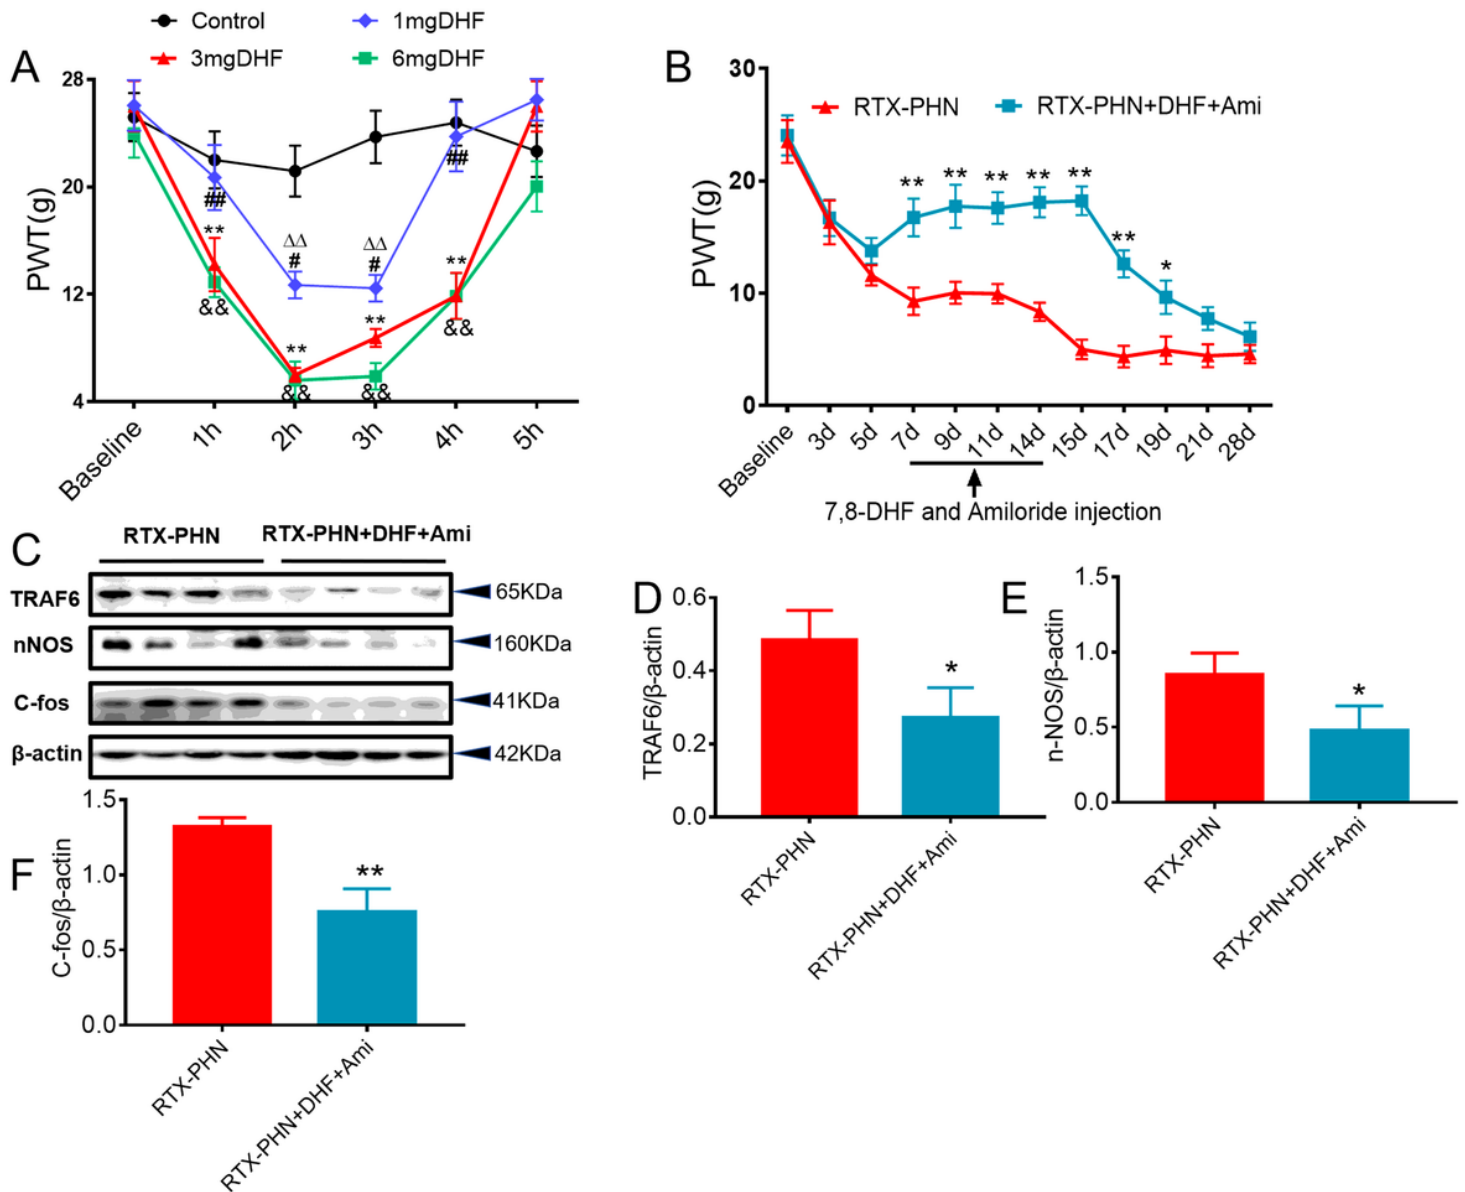 Control
1mgDHF
3mgDHF
6mgDHF
A
28
20
12
4
PWT(g)
##
**
&&
ΔΔ
#
**
&&
ΔΔ
#
**
&&
##
**
&&
Baseline
1h
2h
3h
4h
5h
B
30
20
10
0
PWT(g)
RTX-PHN
RTX-PHN+DHF+Ami
**
**
**
**
**
**
*
Baseline
3d
5d
7d
9d
11d
14d
15d
17d
19d
21d
28d
7,8-DHF and Amiloride injection
C
RTX-PHN
RTX-PHN+DHF+Ami
TRAF6
65KDa
nNOS
160KDa
C-fos
41KDa
β-actin
42KDa
D
0.6
0.4
0.2
0.0
TRAF6/β-actin
*
RTX-PHN
RTX-PHN+DHF+Ami
E
1.5
1.0
0.5
0.0
n-NOS/β-actin
*
RTX-PHN
RTX-PHN+DHF+Ami
F
1.5
1.0
0.5
0.0
C-fos/β-actin
**
RTX-PHN
RTX-PHN+DHF+Ami